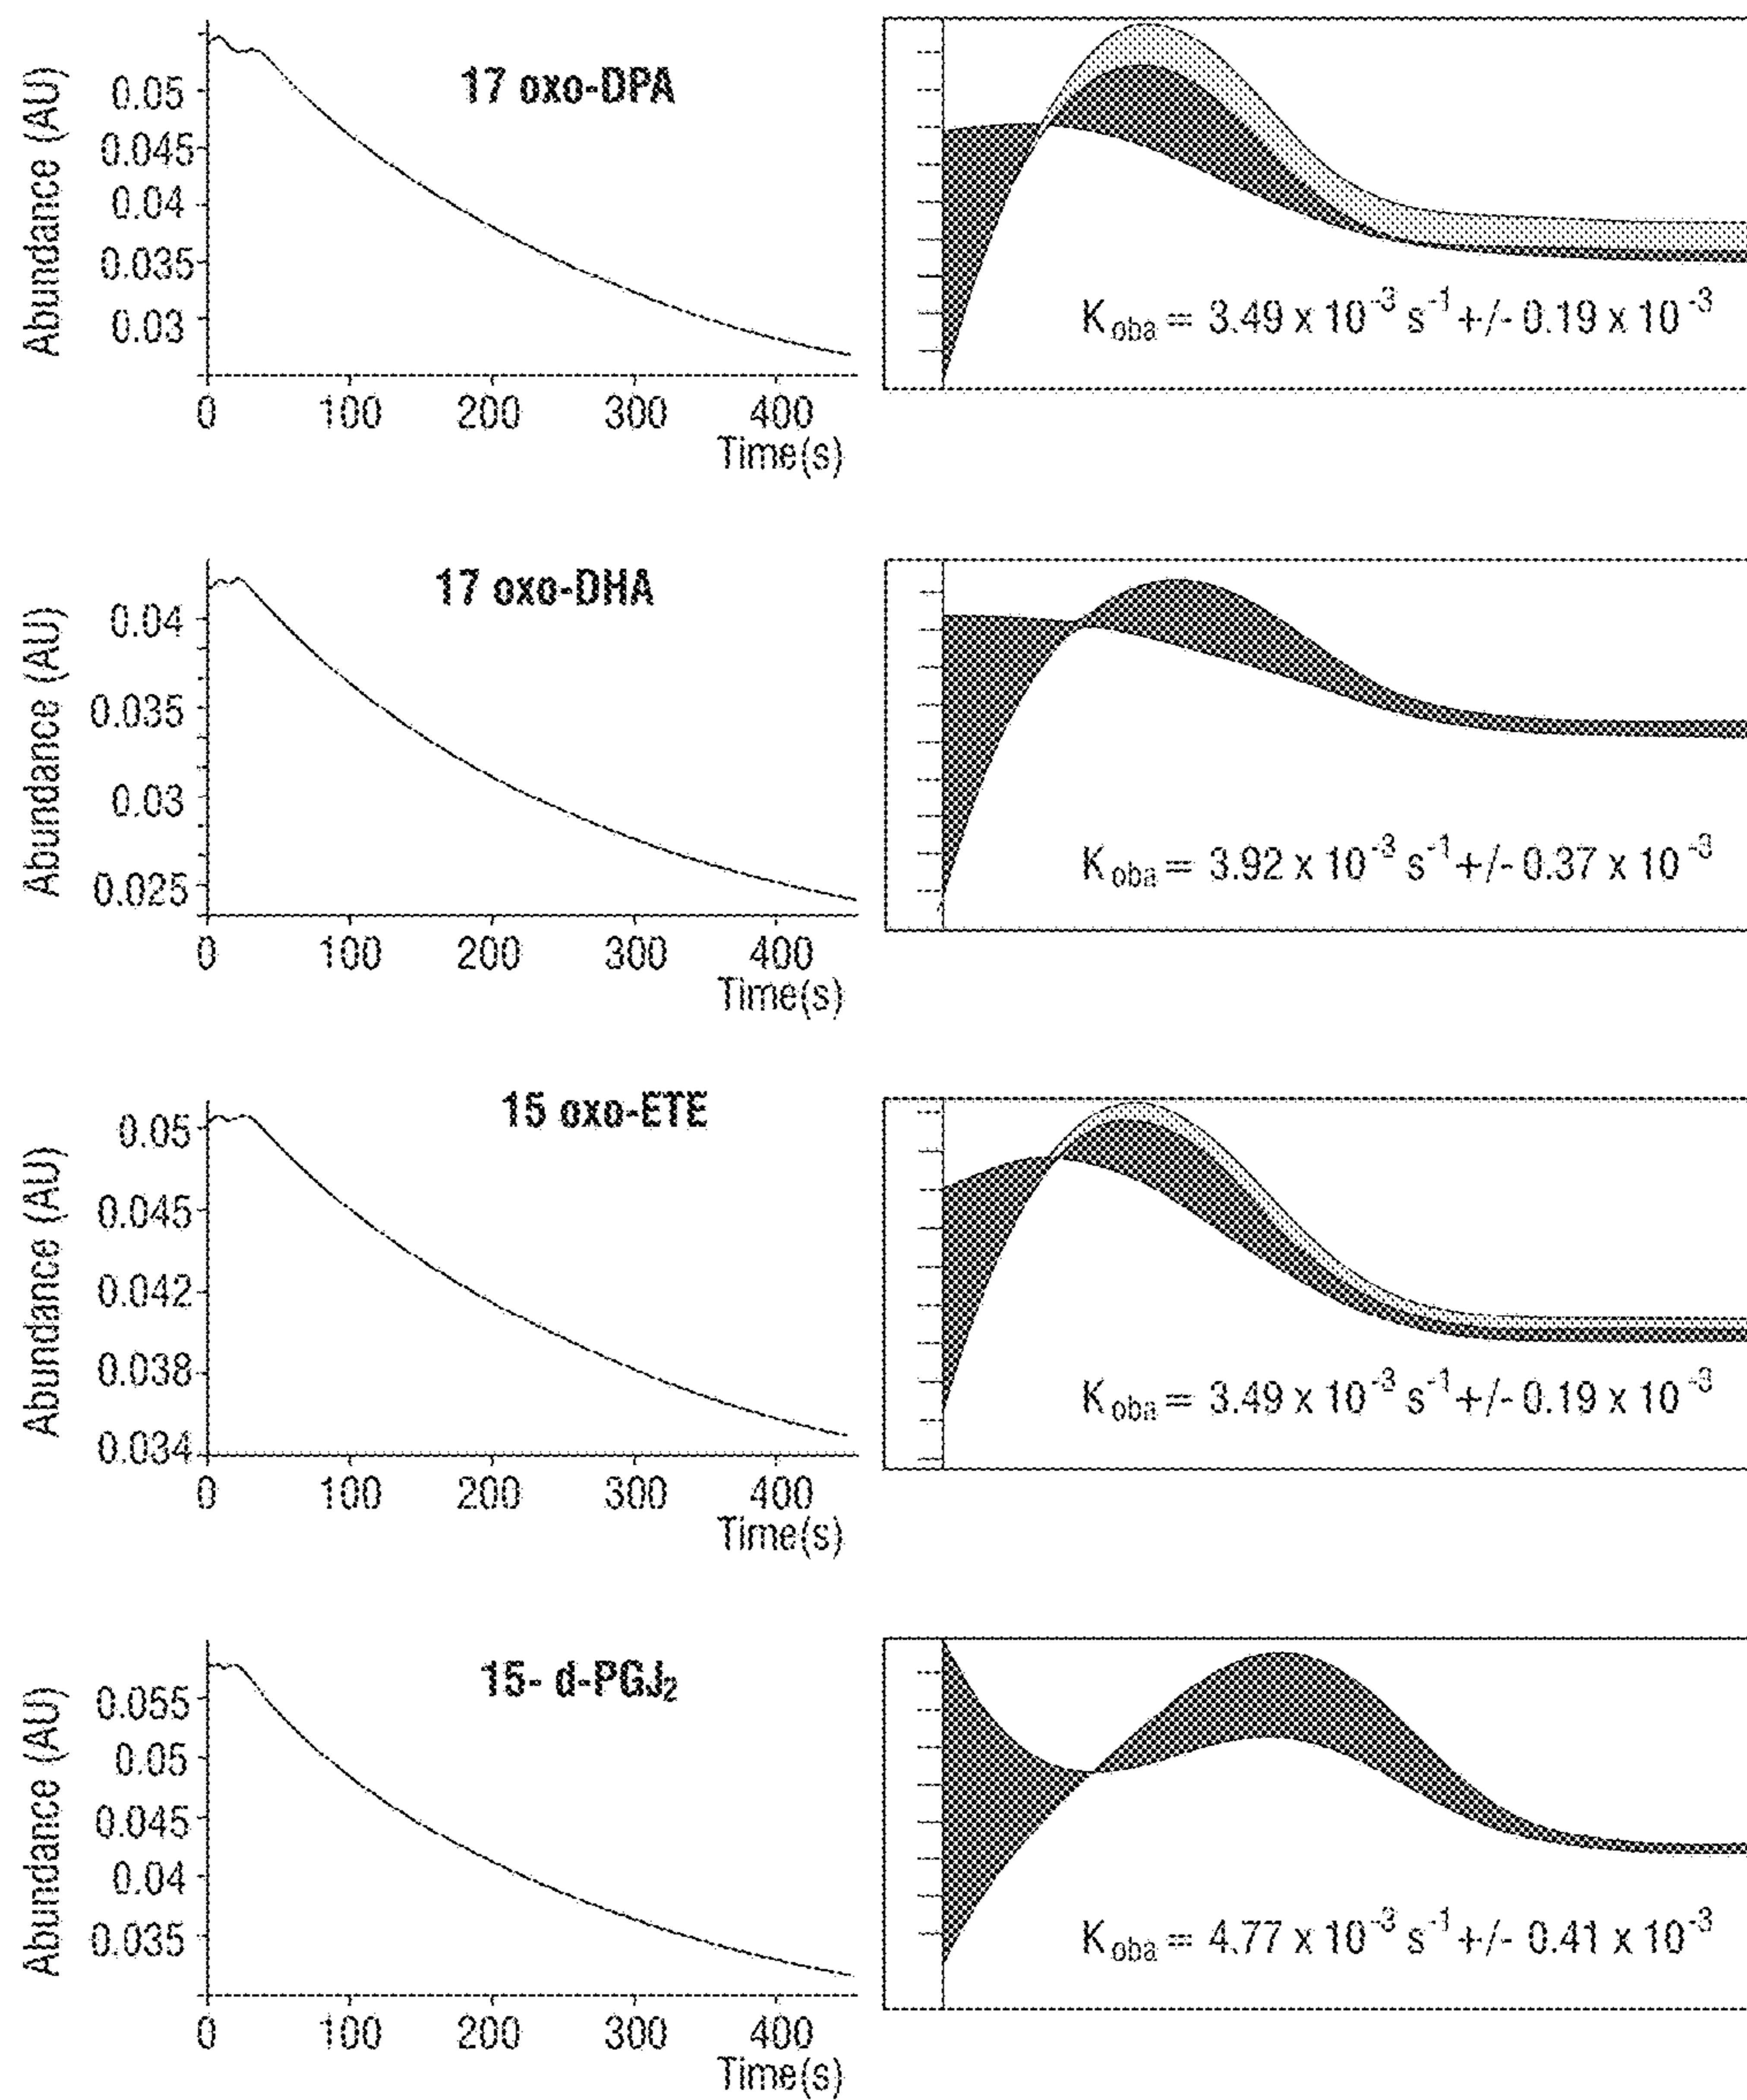 17 oxo-DPA
Abundance (AU)
0.05
0.045
0.04
0.035
0.03
0 100 200 300 400
Time(s)
K oba = 3.49 x 10 -3 s -1 +/- 0.19 x 10 -3
17 oxo-DHA
Abundance (AU)
0.04
0.035
0.03
0.025
0 100 200 300 400
Time(s)
K oba = 3.92 x 10 -3 s -1 +/- 0.37 x 10 -3
15 oxo-ETE
Abundance (AU)
0.05
0.045
0.042
0.038
0.034
0 100 200 300 400
Time(s)
K oba = 3.49 x 10 -3 s -1 +/- 0.19 x 10 -3
15- d-PGJ2
Abundance (AU)
0.055
0.05
0.045
0.04
0.035
0 100 200 300 400
Time(s)
K oba = 4.77 x 10 -3 s -1 +/- 0.41 x 10 -3